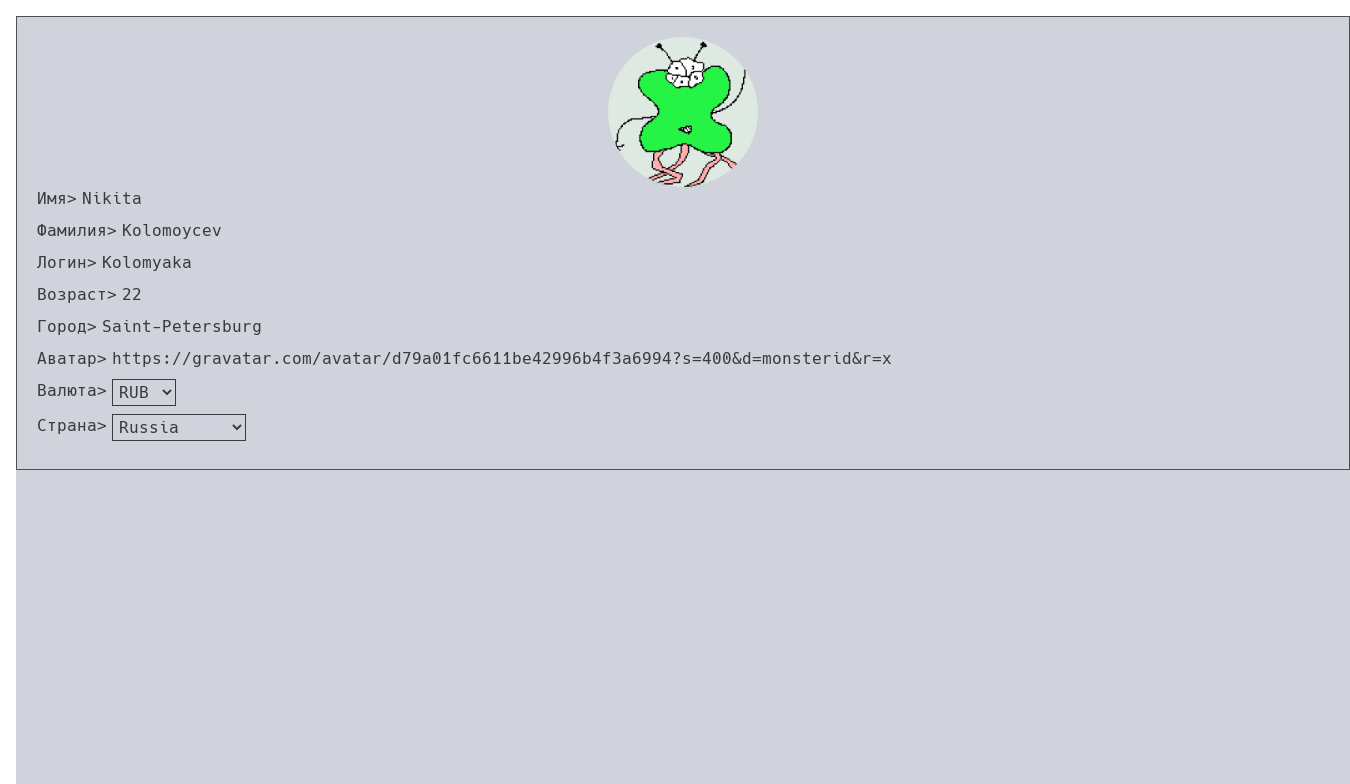 Имя> Nikita
Фамилия> Kolomoycev
Логин> Kolomyaka
Возраст> 22
Город> Saint-Petersburg
Аватар> https://gravatar.com/avatar/d79a01fc6611be42996b4f3a6994?s=400&d=monsterid&r=x
Валюта> RUB
Страна> Russia